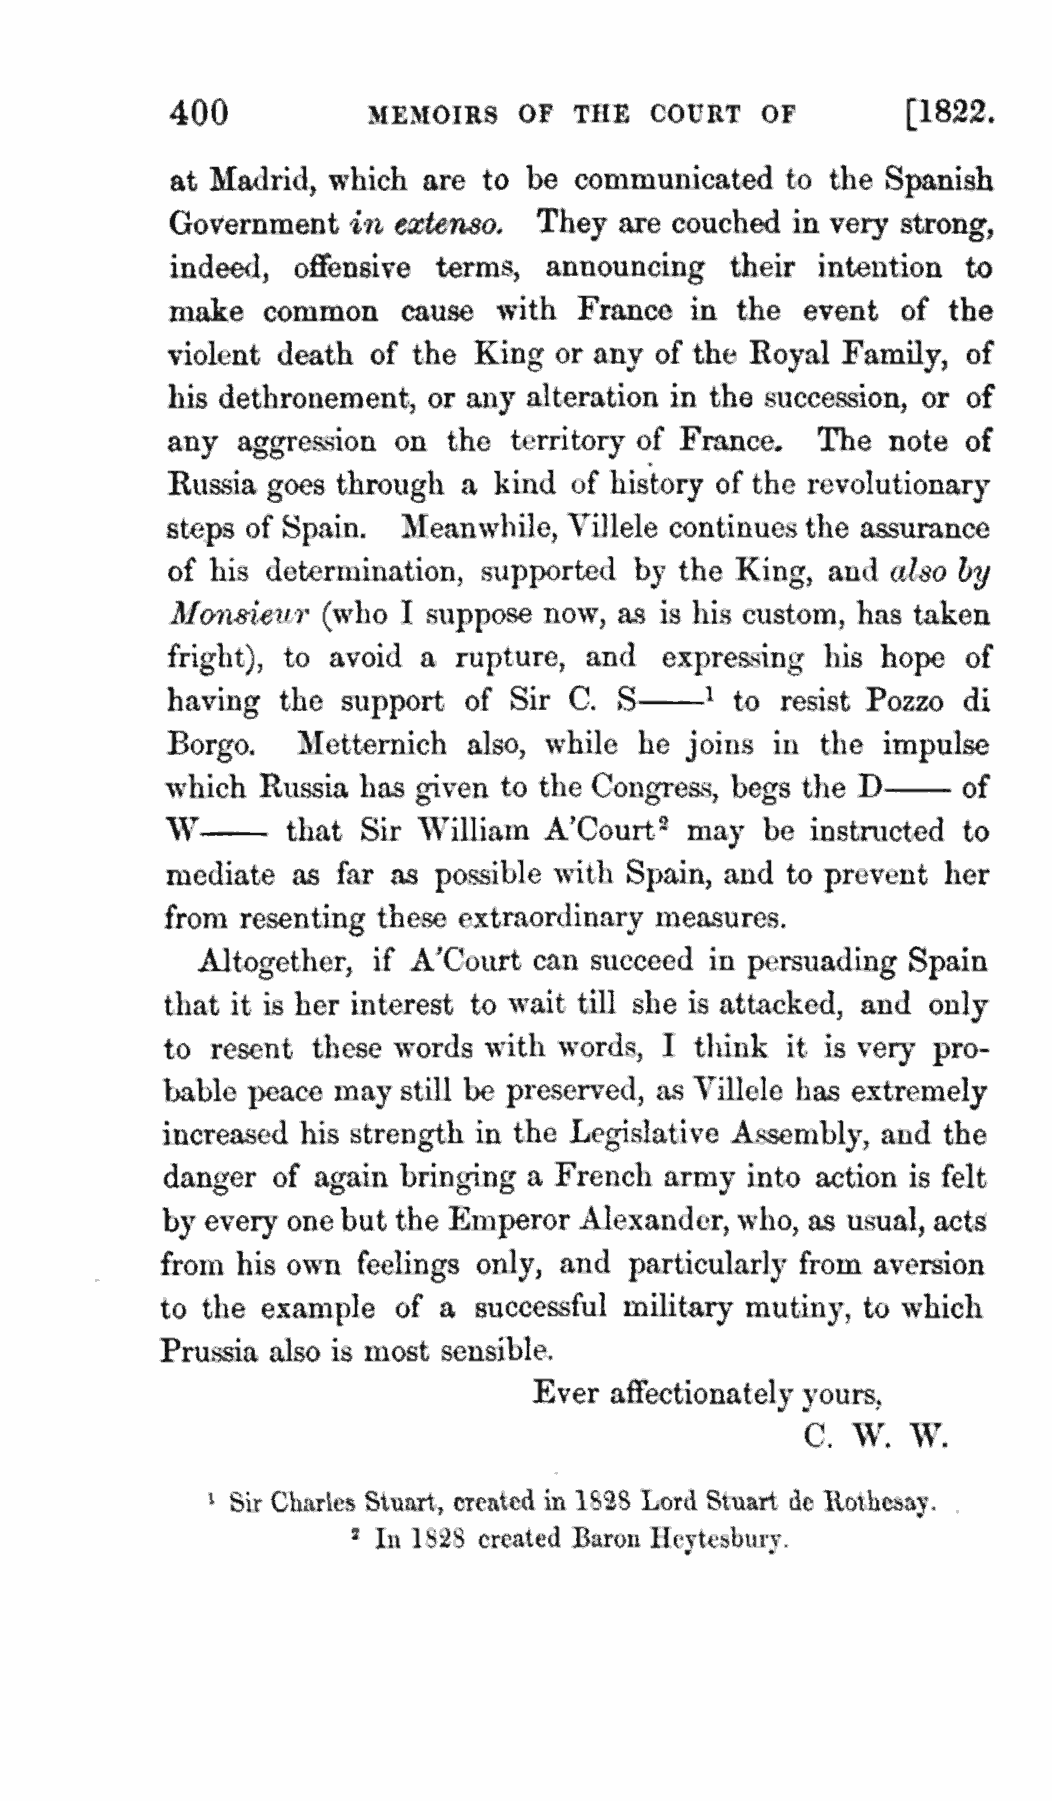 400 MEMOIRS OF THE COURT OF [1822.
at Madrid, which are to be communicated to the Spanish
Government in extenso. They are couched in very strong,
indeed, offensive terms, announcing their intention to
make common cause with France in the event of the
violent death of the King or any of the Royal Family, of
his dethronement, or any alteration in the succession, or of
any aggression on the territory of France. The note of
Russia goes through a kind of history of the revolutionary
steps of Spain. Meanwhile, Villele continues the assurance
of his determination, supported by the King, and also by
Monsieur (who I suppose now, as is his custom, has taken
fright), to avoid a rupture, and expressing his hope of
having the support of Sir C. S——¹ to resist Pozzo di
Borgo. Metternich also, while he joins in the impulse
which Russia has given to the Congress, begs the D—— of
W—— that Sir William A'Court² may be instructed to
mediate as far as possible with Spain, and to prevent her
from resenting these extraordinary measures.
Altogether, if A'Court can succeed in persuading Spain
that it is her interest to wait till she is attacked, and only
to resent these words with words, I think it is very pro-
bable peace may still be preserved, as Villele has extremely
increased his strength in the Legislative Assembly, and the
danger of again bringing a French army into action is felt
by every one but the Emperor Alexander, who, as usual, acts
from his own feelings only, and particularly from aversion
to the example of a successful military mutiny, to which
Prussia also is most sensible.
Ever affectionately yours,
C. W. W.
¹ Sir Charles Stuart, created in 1828 Lord Stuart de Rothesay.
² In 1828 created Baron Heytesbury.